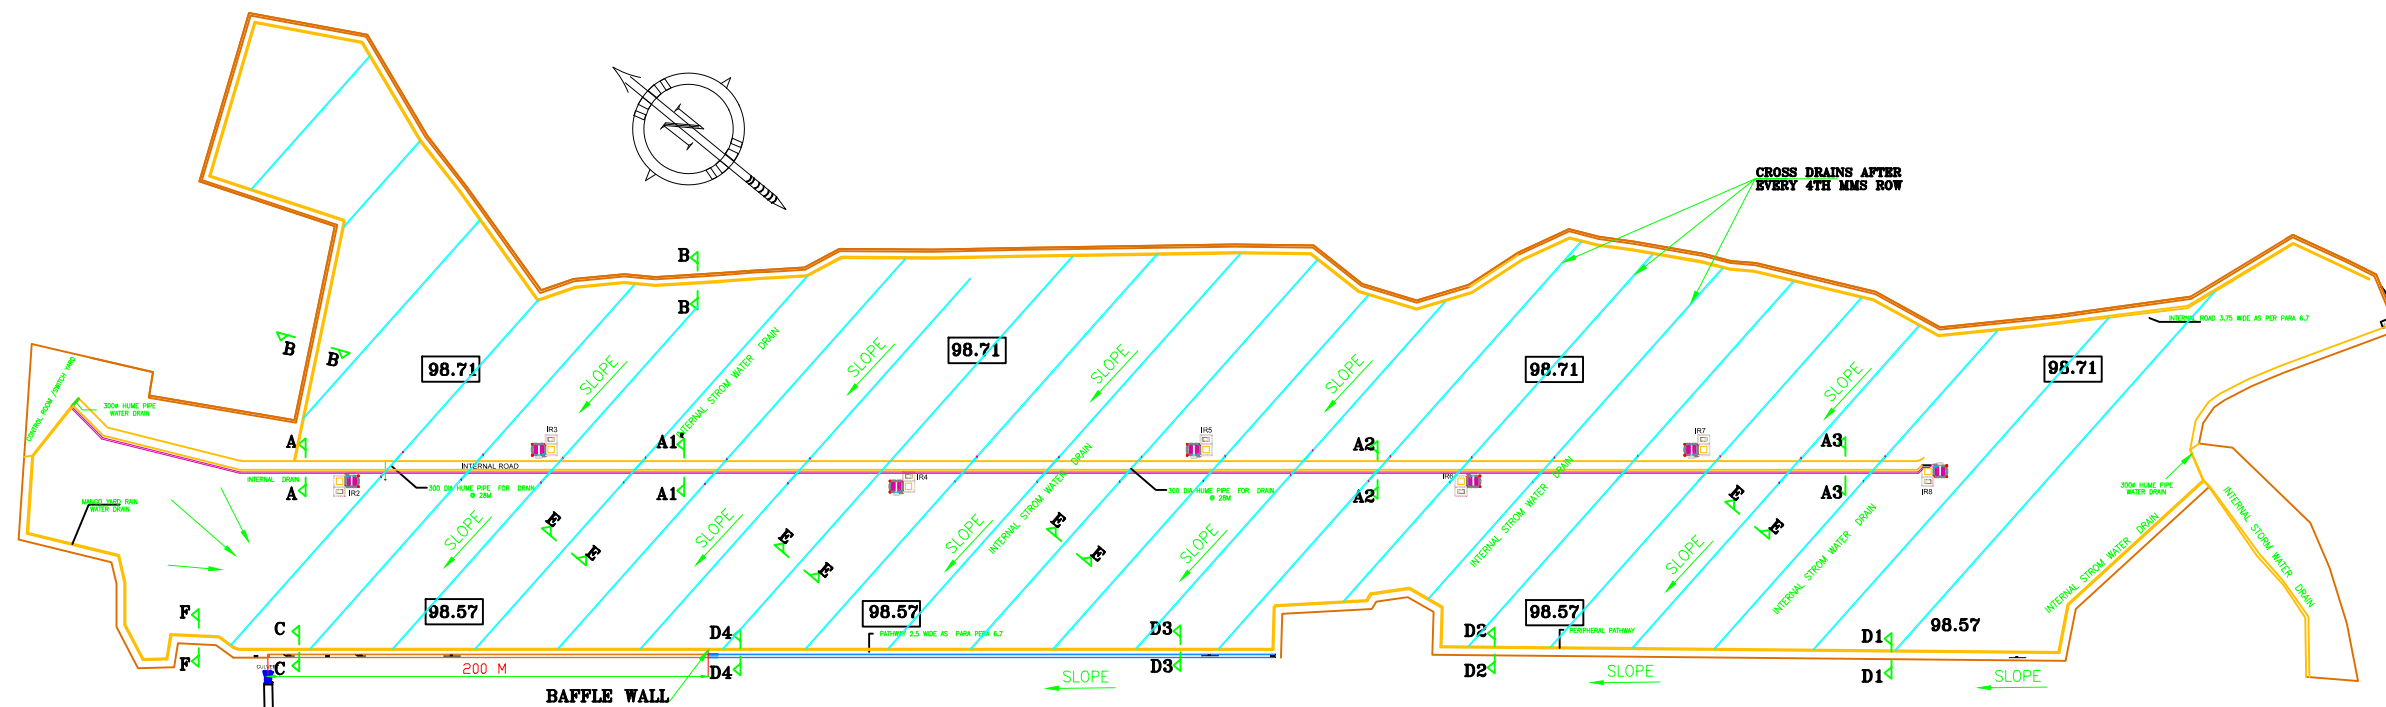 N
CROSS DRAINS AFTER
EVERY 4TH MMS ROW
B
B
B
B
INTERNAL ROAD 3.75 WIDE AS PER PARA 6.7
98.71
98.71
98.71
98.71
SLOPE
SLOPE
SLOPE
SLOPE
SLOPE
INTERNAL STROM WATER DRAIN
CONTROL ROOM /SWITCH YARD
300# HUME PIPE
WATER DRAIN
A
A1
A2
A3
IR3
IR5
IR7
INTERNAL ROAD
INTERNAL DRAIN
IR2
IR4
IR6
IR8
A
A1
A2
A3
300 DIA HUME PIPE FOR DRAIN
@ 28M
300 DIA HUME PIPE FOR DRAIN
@ 28M
300# HUME PIPE
WATER DRAIN
MANGO YARD RAIN
WATER DRAIN
SLOPE
SLOPE
SLOPE
SLOPE
SLOPE
E
E
E
E
E
E
E
E
INTERNAL STROM WATER DRAIN
INTERNAL STROM WATER DRAIN
INTERNAL STROM WATER DRAIN
INTERNAL STROM WATER DRAIN
INTERNAL STORM WATER DRAIN
98.57
98.57
98.57
98.57
F
C
D4
D3
D2
D1
PATHWAY 2.5 WIDE AS PARA PERA 6.7
PERIPHERAL PATHWAY
F
C
D4
D3
D2
D1
200 M
SLOPE
SLOPE
SLOPE
BAFFLE WALL